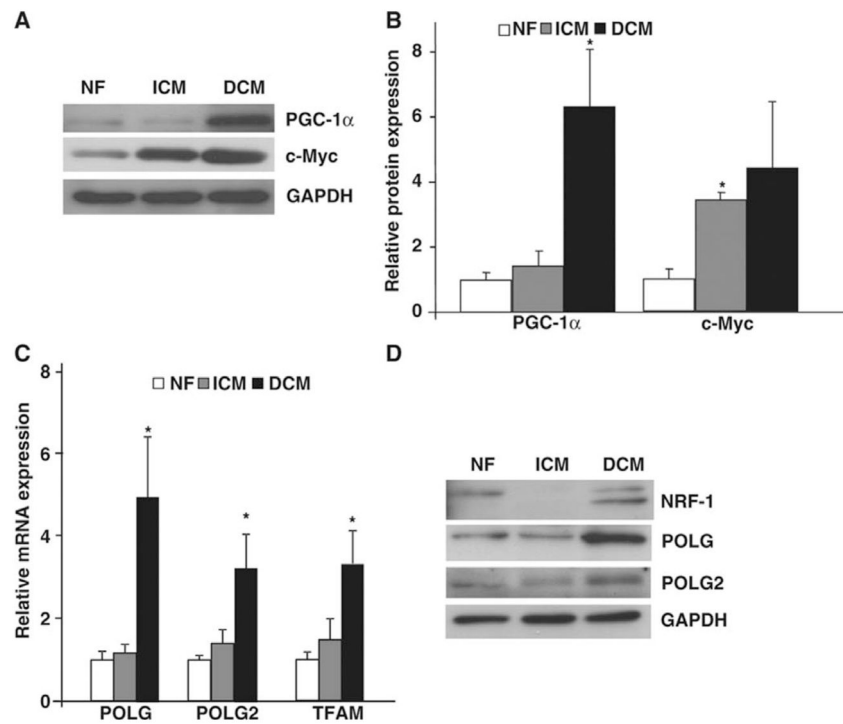 A
NF ICM DCM
PGC-1α
c-Myc
GAPDH
B
NF ICM DCM
Relative protein expression
8
6
4
2
0
*
*
PGC-1α c-Myc
C
NF ICM DCM
Relative mRNA expression
8
6
4
2
0
*
*
*
POLG POLG2 TFAM
D
NF ICM DCM
NRF-1
POLG
POLG2
GAPDH